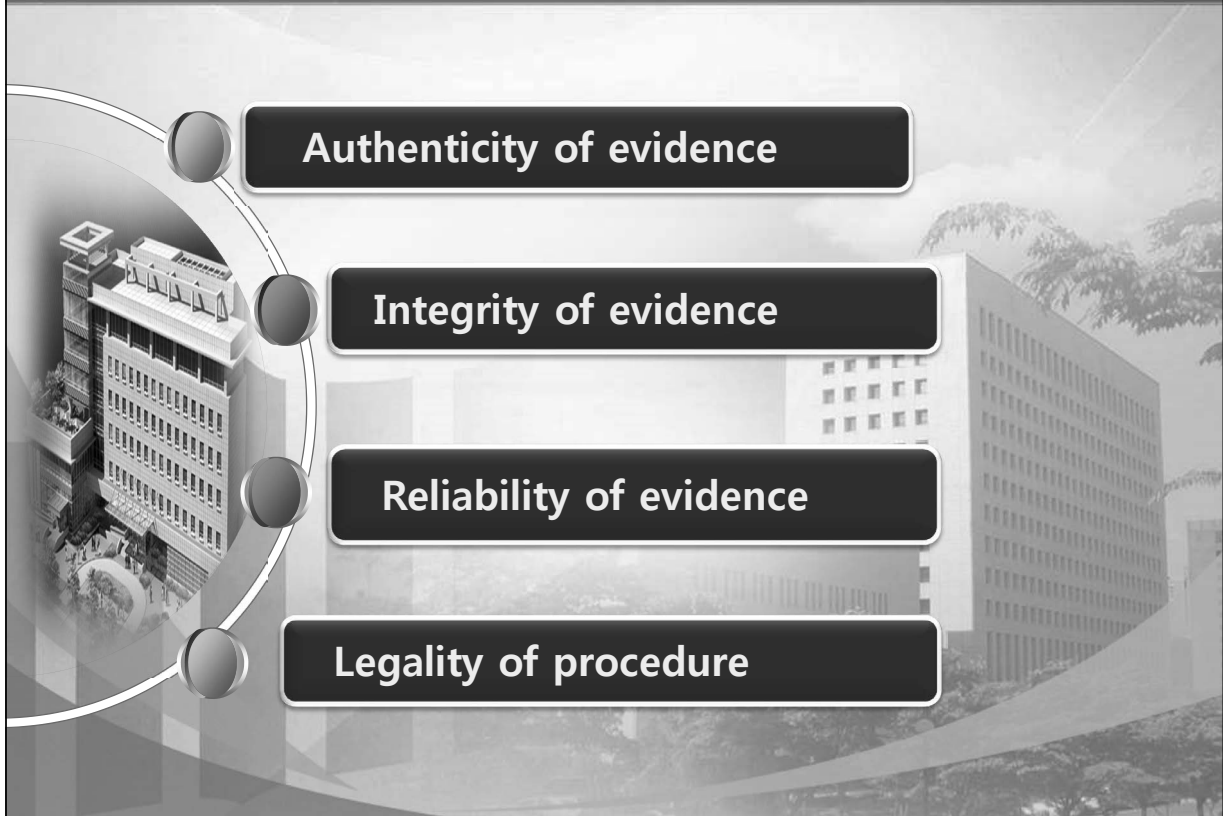 Authenticity of evidence
Integrity of evidence
Reliability of evidence
Legality of procedure